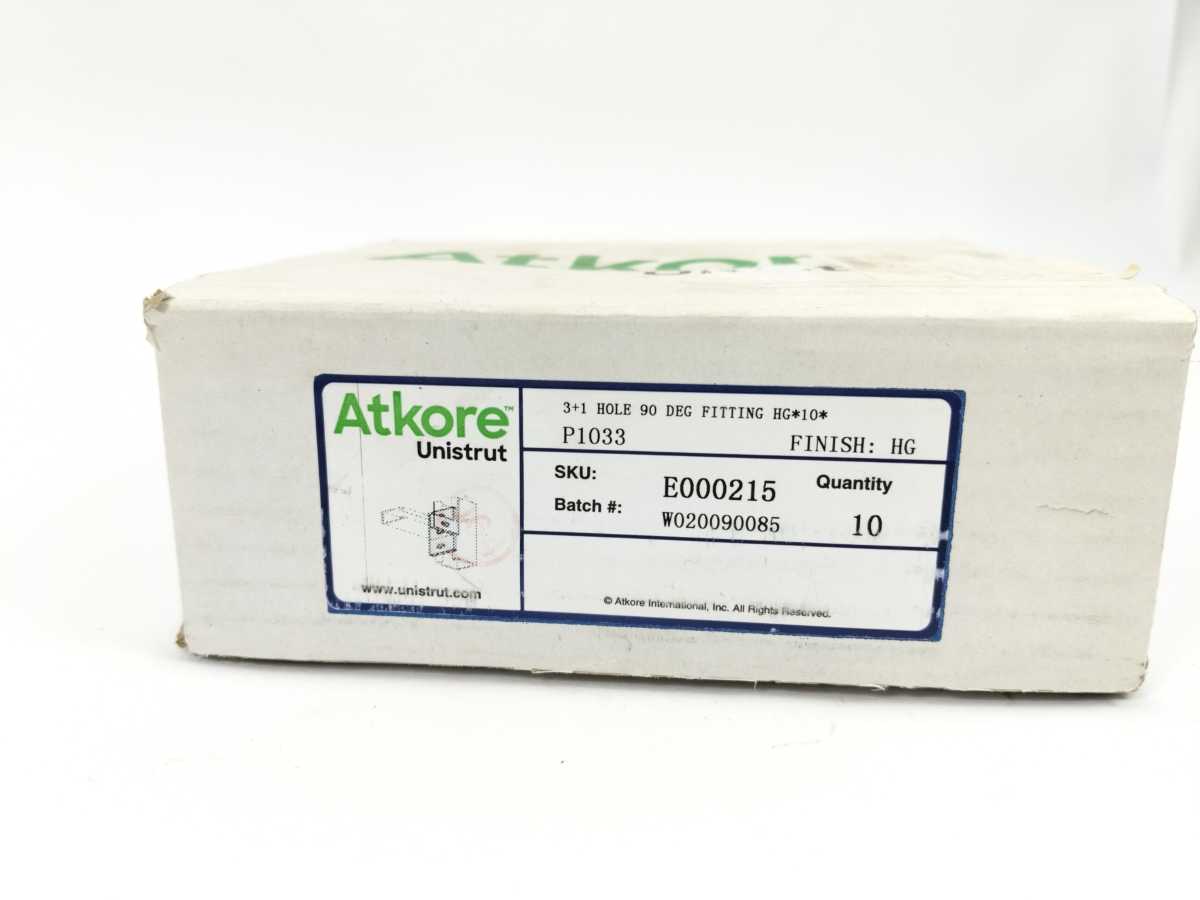 Atkore
Atkore™
Unistrut
www.unistrut.com
3+1 HOLE 90 DEG FITTING HG*10*
P1033 FINISH: HG
SKU: E000215 Quantity
Batch #: W020090085 10
© Atkore International, Inc. All Rights Reserved.